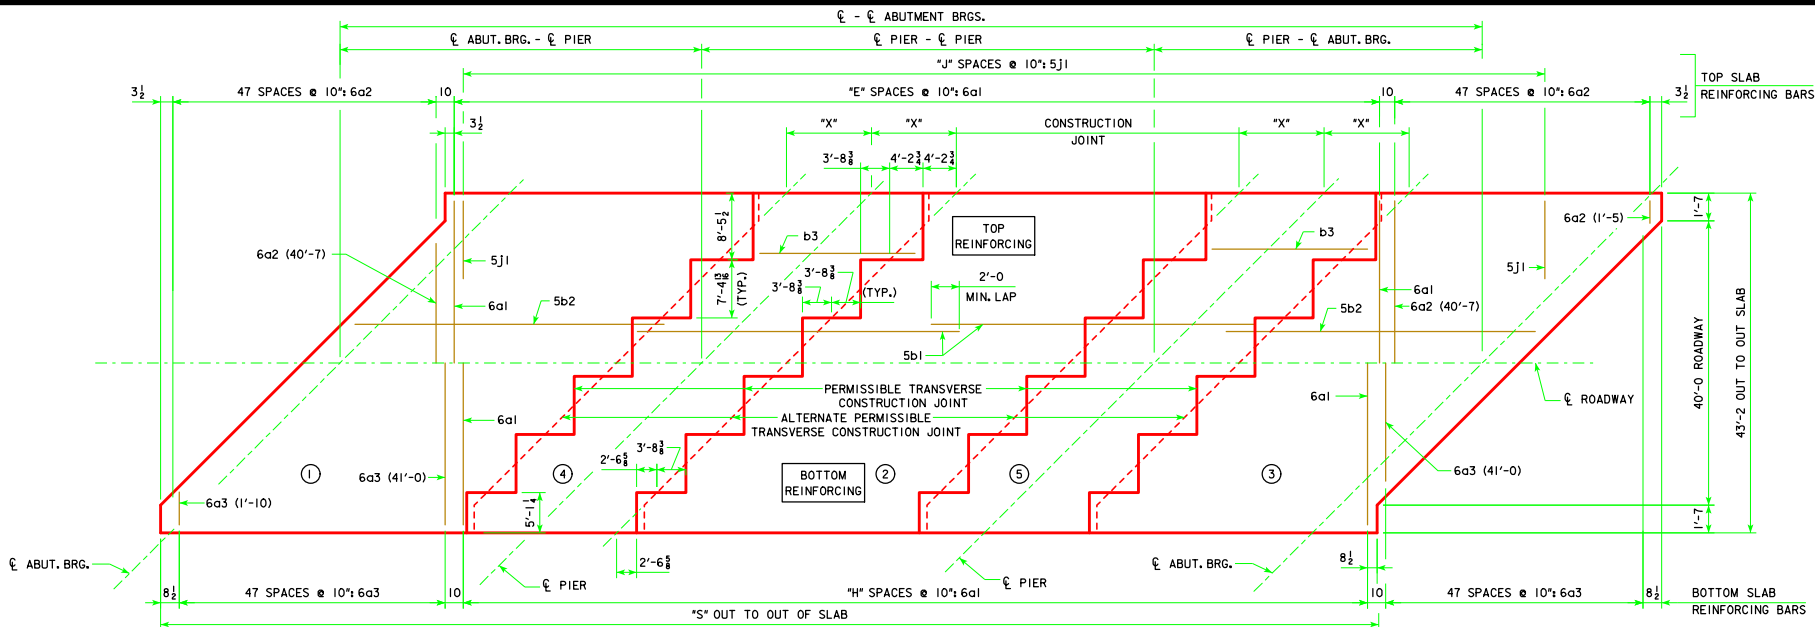 ℄ - ℄ ABUTMENT BRGS.
℄ ABUT. BRG. - ℄ PIER
℄ PIER - ℄ PIER
℄ PIER - ℄ ABUT. BRG.
"J" SPACES @ 10": 5j1
TOP SLAB
REINFORCING BARS
3½
47 SPACES @ 10": 6a2
10
"E" SPACES @ 10": 6a1
10
47 SPACES @ 10": 6a2
3½
3½
"X"
"X"
CONSTRUCTION
JOINT
"X"
"X"
3'-8⅜
4'-2¾
4'-2¾
8'-5½
TOP
REINFORCING
1'-7
6a2 (1'-5)
b3
b3
6a2 (40'-7)
5j1
7'-4 13/16
(TYP.)
3'-8⅜
3'-8⅜
(TYP.)
2'-0
MIN. LAP
5j1
6a1
5b2
6a1
6a2 (40'-7)
5b2
5b1
40'-0 ROADWAY
43'-2 OUT TO OUT SLAB
PERMISSIBLE TRANSVERSE
CONSTRUCTION JOINT
6a1
℄ ROADWAY
6a1
ALTERNATE PERMISSIBLE
TRANSVERSE CONSTRUCTION JOINT
2'-6⅝
3'-8⅜
1
4
BOTTOM
REINFORCING
2
5
3
6a3 (41'-0)
6a3 (41'-0)
6a3 (1'-10)
5'-1¼
1'-7
℄ ABUT. BRG.
2'-6⅝
℄ PIER
℄ PIER
℄ ABUT. BRG.
8½
8½
47 SPACES @ 10": 6a3
10
"H" SPACES @ 10": 6a1
10
47 SPACES @ 10": 6a3
8½
BOTTOM SLAB
REINFORCING BARS
"S" OUT TO OUT OF SLAB